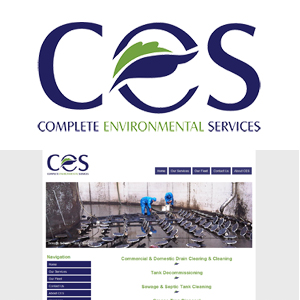 CES
COMPLETE ENVIRONMENTAL SERVICES
CES
COMPLETE ENVIRONMENTAL SERVICES
Home Our Services Our Fleet Contact Us About CES
Navigation
Home
Our Services
Our Fleet
Contact Us
About CES
Commercial & Domestic Drain Clearing & Cleaning
Tank Decommissioning
Sewage & Septic Tank Cleaning